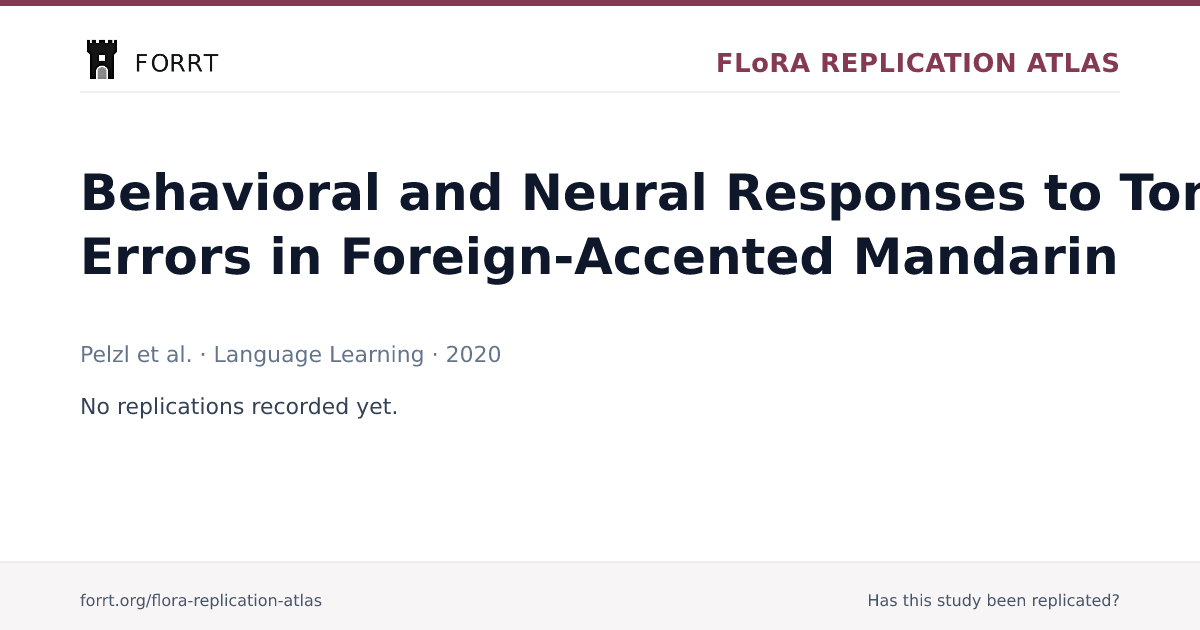 FORRT
FLoRA REPLICATION ATLAS
Behavioral and Neural Responses to
Errors in Foreign-Accented Mandarin
Pelzl et al. · Language Learning · 2020
No replications recorded yet.
forrt.org/flora-replication-atlas
Has this study been replicated?